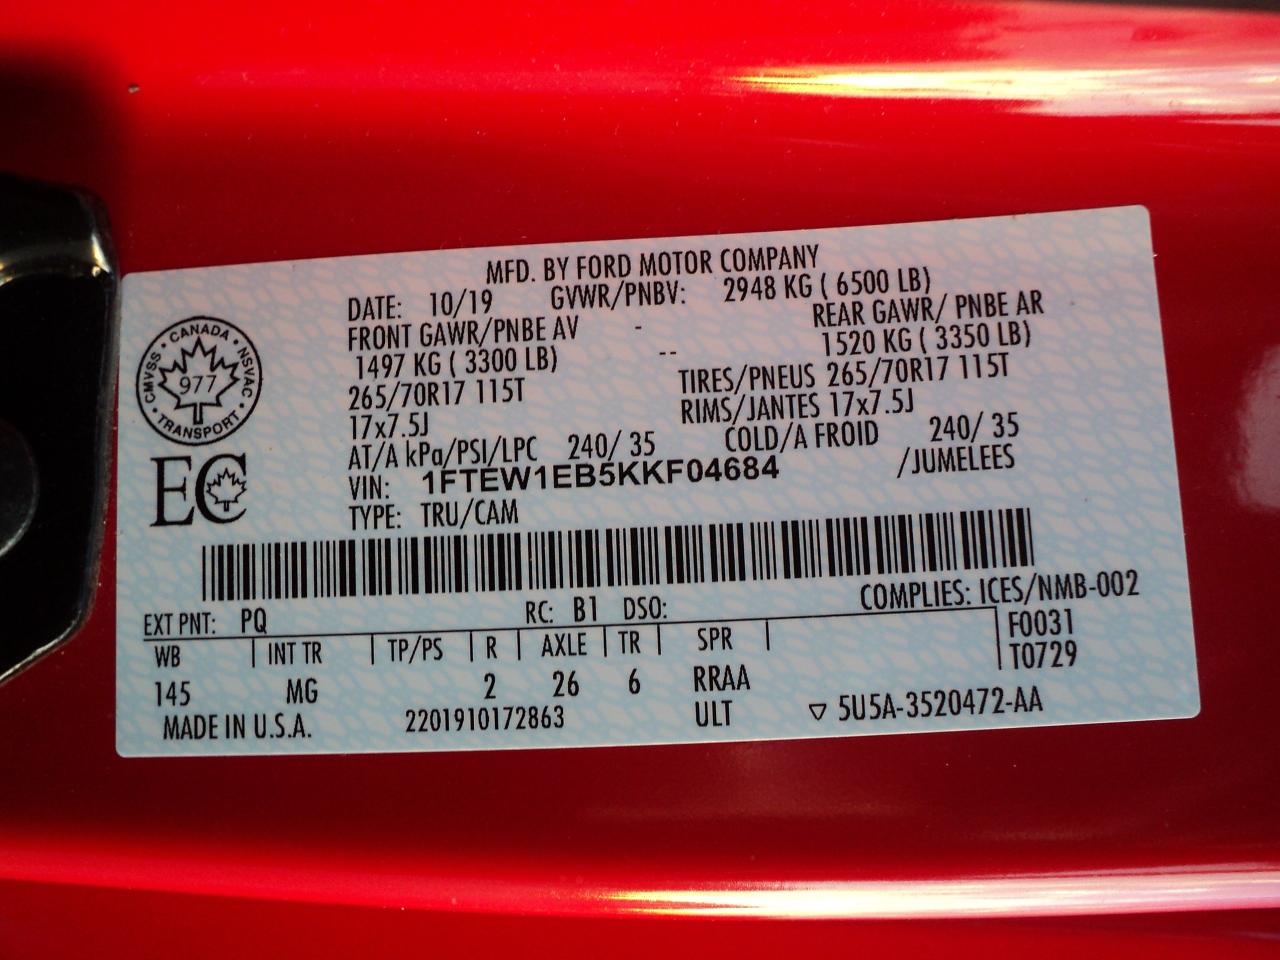 MFD. BY FORD MOTOR COMPANY
DATE: 10/19 GVWR/PNBV: 2948 KG ( 6500 LB)
FRONT GAWR/PNBE AV - REAR GAWR/ PNBE AR
1497 KG ( 3300 LB) -- 1520 KG ( 3350 LB)
265/70R17 115T TIRES/PNEUS 265/70R17 115T
17x7.5J RIMS/JANTES 17x7.5J
AT/A kPa/PSI/LPC 240/ 35 COLD/A FROID 240/ 35
VIN: 1FTEW1EB5KKF04684 /JUMELEES
TYPE: TRU/CAM
CANADA NSVAC TRANSPORT CMVSS
977
EC
COMPLIES: ICES/NMB-002
EXT PNT: PQ RC: B1 DSO:
WB INT TR TP/PS R AXLE TR SPR F0031
T0729
145 MG 2 26 6 RRAA
MADE IN U.S.A. 2201910172863 ULT ▽ 5U5A-3520472-AA